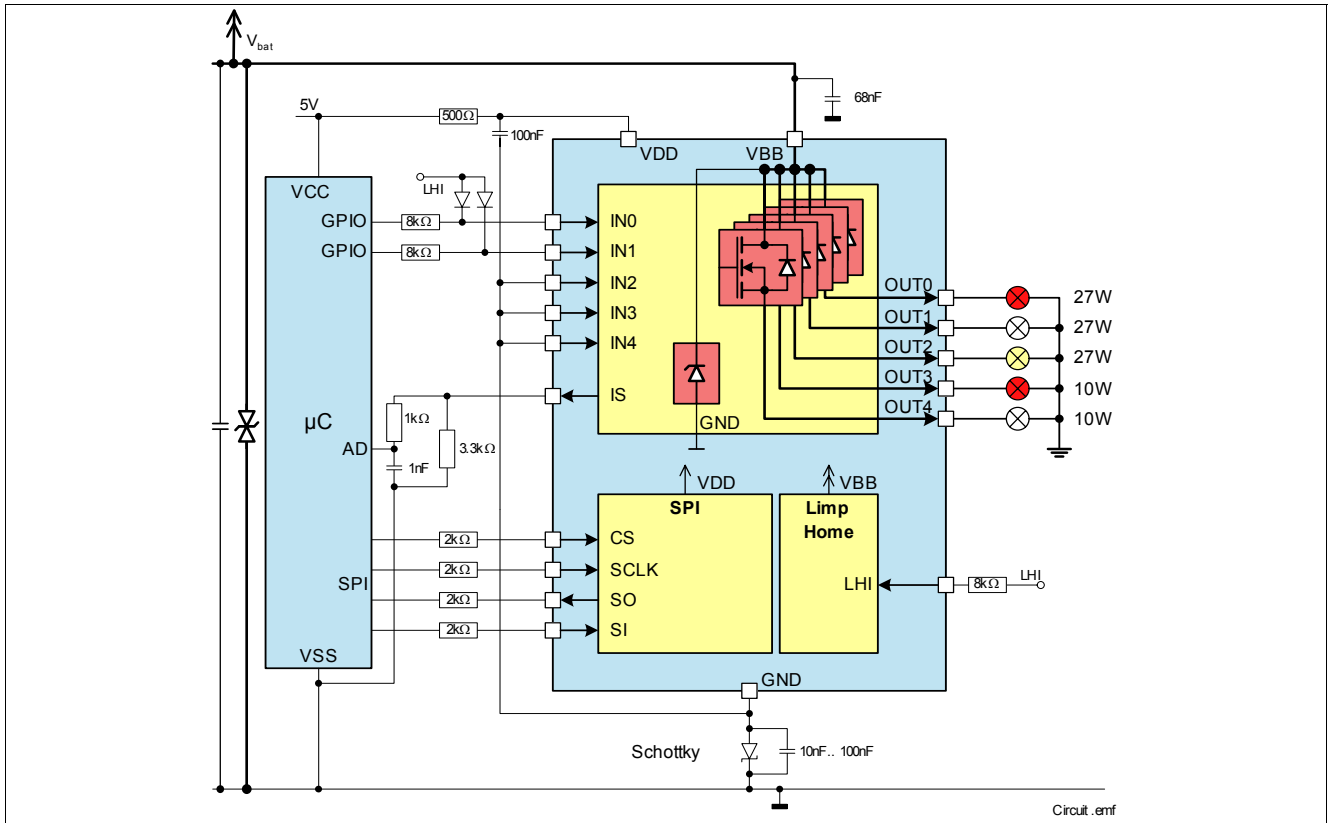 Vbat
68nF
5V
500Ω
100nF
VDD
VBB
LHI
VCC
GPIO
8kΩ
IN0
GPIO
8kΩ
IN1
IN2
IN3
IN4
OUT0
27W
OUT1
27W
OUT2
27W
OUT3
10W
OUT4
10W
IS
GND
µC
1kΩ
AD
3.3kΩ
1nF
VDD
VBB
SPI
Limp
Home
2kΩ
CS
2kΩ
SCLK
SPI
2kΩ
SO
2kΩ
SI
LHI
8kΩ
LHI
VSS
GND
Schottky
10nF.. 100nF
Circuit .emf